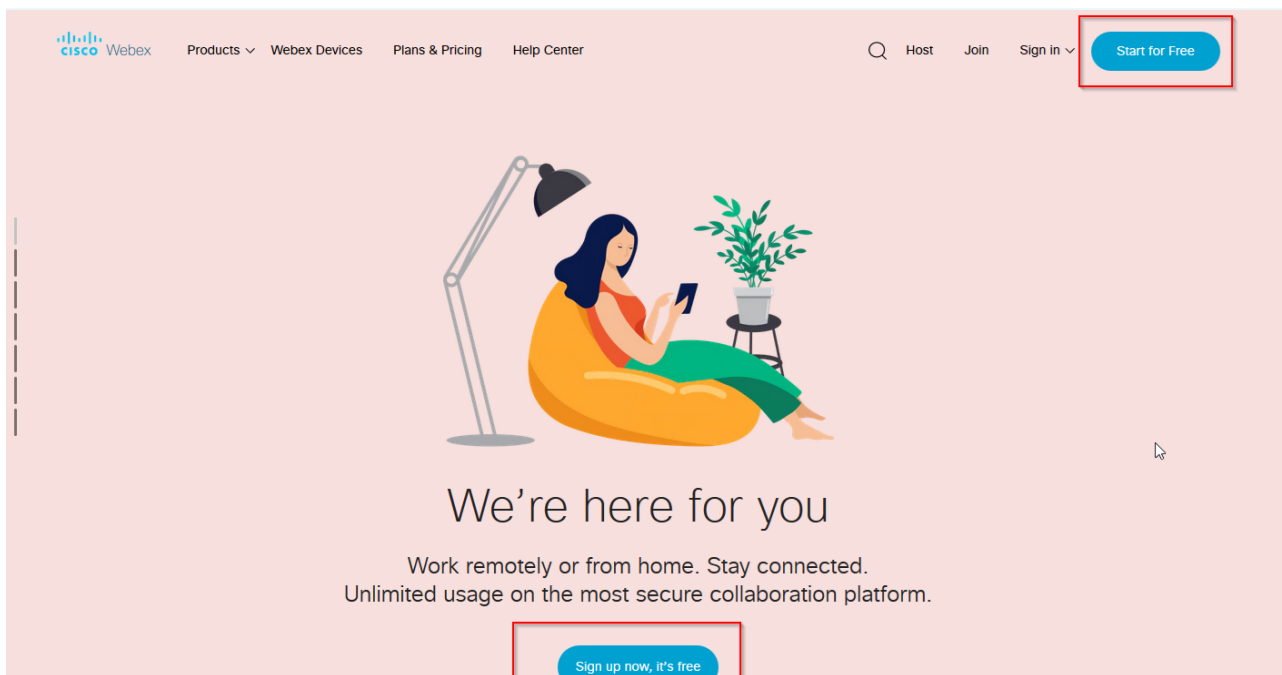 CISCO Webex Products Webex Devices Plans & Pricing Help Center Host Join Sign in Start for Free
We're here for you
Work remotely or from home. Stay connected.
Unlimited usage on the most secure collaboration platform.
Sign up now, it's free